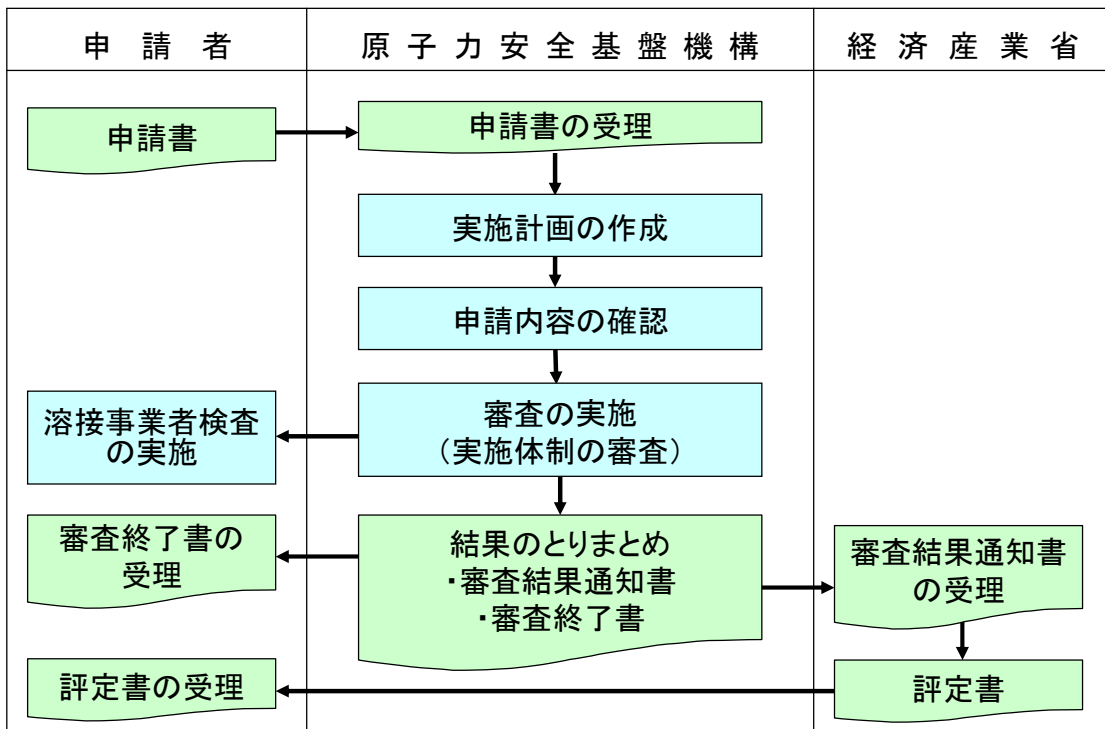 申請者
原子力安全基盤機構
経済産業省
申請書
申請書の受理
実施計画の作成
申請内容の確認
溶接事業者検査
の実施
審査の実施
（実施体制の審査）
審査終了書の
受理
結果のとりまとめ
・審査結果通知書
・審査終了書
審査結果通知書
の受理
評定書の受理
評定書